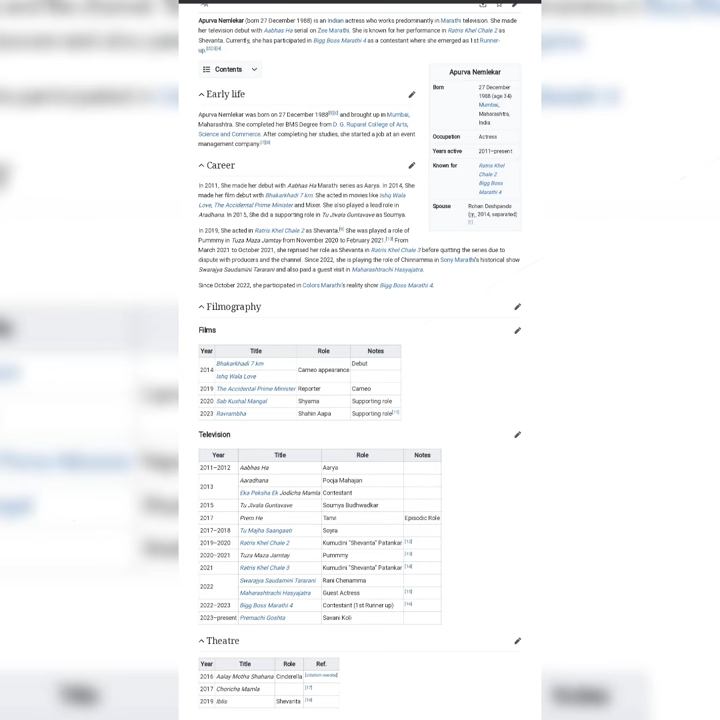 Apurva Nemlekar (born 27 December 1988) is an Indian actress who works predominantly in Marathi television. She made
her television debut with Aabhas Ha serial on Zee Marathi. She is known for her performance in Ratris Khel Chale 2 as
Shevanta. Currently, she has participated in Bigg Boss Marathi 4 as a contestant where she emerged as 1st Runner-
up.
Contents
Apurva Nemlekar
Born 27 December
1988 (age 34)
Mumbai,
Maharashtra,
India
Occupation Actress
Years active 2011–present
Known for Ratris Khel
Chale 2
Bigg Boss
Marathi 4
Spouse Rohan Deshpande
2014, separated)
Early life
Apurva Nemlekar was born on 27 December 1988 and brought up in Mumbai,
Maharashtra. She completed her BMS Degree from D. G. Ruparel College of Arts,
Science and Commerce. After completing her studies, she started a job at an event
management company.
Career
In 2011, She made her debut with Aabhas Ha Marathi series as Aarya. In 2014, She
made her film debut with Bhakarkhadi 7 km. She acted in movies like Ishq Wala
Love, The Accidental Prime Minister and Mixer. She also played a lead role in
Aradhana. In 2015, She did a supporting role in Tu Jivala Guntavave as Soumya.
In 2019, She acted in Ratris Khel Chale 2 as Shevanta.[9] She was played a role of
Pummmy in Tuza Maza Jamtay from November 2020 to February 2021.[10] From
March 2021 to October 2021, she reprised her role as Shevanta in Ratris Khel Chale 3 before quitting the series due to
dispute with producers and the channel. Since 2022, she is playing the role of Chinnamma in Sony Marathi's historical show
Swarajya Saudamini Tararani and also paid a guest visit in Maharashtrachi Hasyajatra.
Since October 2022, she participated in Colors Marathi's reality show Bigg Boss Marathi 4.
Filmography
Films
Year Title Role Notes
2014 Bhakarkhadi 7 km Cameo appearance Debut
Ishq Wala Love
2019 The Accidental Prime Minister Reporter Cameo
2020 Sab Kushal Mangal Shyama Supporting role
2023 Ravrambha Shahin Aapa Supporting role[11]
Television
Year Title Role Notes
2011–2012 Aabhas Ha Aarya
2013 Aaradhana Pooja Mahajan
Eka Peksha Ek Jodicha Mamla Contestant
2015 Tu Jivala Guntavave Soumya Budhwadkar
2017 Prem He Tanvi Episodic Role
2017–2018 Tu Majha Saangaati Soyra
2019–2020 Ratris Khel Chale 2 Kumudini "Shevanta" Patankar [12]
2020–2021 Tuza Maza Jamtay Pummmy [13]
2021 Ratris Khel Chale 3 Kumudini "Shevanta" Patankar [14]
2022 Swarajya Saudamini Tararani Rani Chenamma
Maharashtrachi Hasyajatra Guest Actress [15]
2022–2023 Bigg Boss Marathi 4 Contestant (1st Runner up) [16]
2023–present Premachi Goshta Savani Koli
Theatre
Year Title Role Ref.
2016 Aalay Motha Shahana Cinderella [citation needed]
2017 Choricha Mamla [17]
2019 Iblis Shevanta [18]